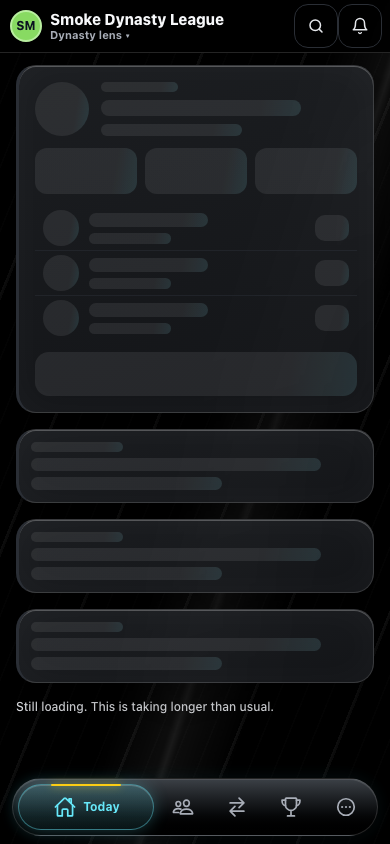 SM
Smoke Dynasty League
Dynasty lens
Still loading. This is taking longer than usual.
Today